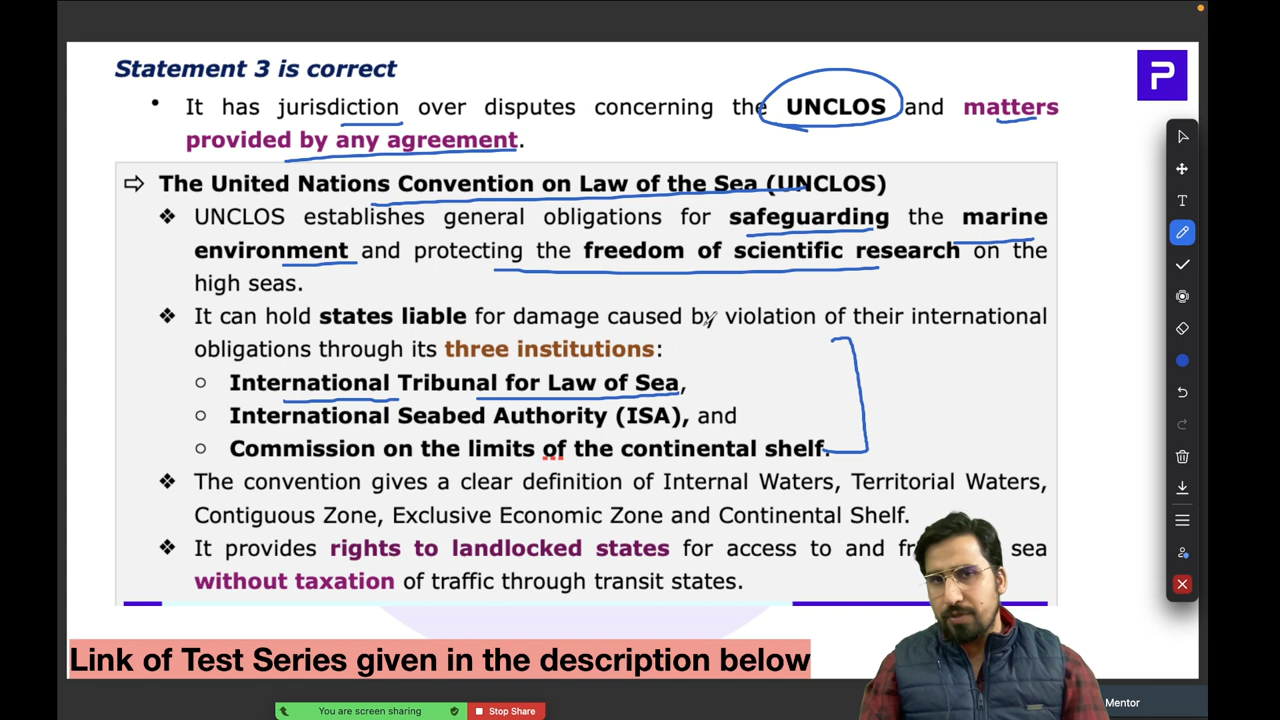 Statement 3 is correct
• It has jurisdiction over disputes concerning the UNCLOS and matters
provided by any agreement.
⇨ The United Nations Convention on Law of the Sea (UNCLOS)
❖ UNCLOS establishes general obligations for safeguarding the marine
environment and protecting the freedom of scientific research on the
high seas.
❖ It can hold states liable for damage caused by violation of their international
obligations through its three institutions:
○ International Tribunal for Law of Sea,
○ International Seabed Authority (ISA), and
○ Commission on the limits of the continental shelf.
❖ The convention gives a clear definition of Internal Waters, Territorial Waters,
Contiguous Zone, Exclusive Economic Zone and Continental Shelf.
❖ It provides rights to landlocked states for access to and sea
without taxation of traffic through transit states.
Link of Test Series given in the description below
Mentor
You are screen sharing Stop Share